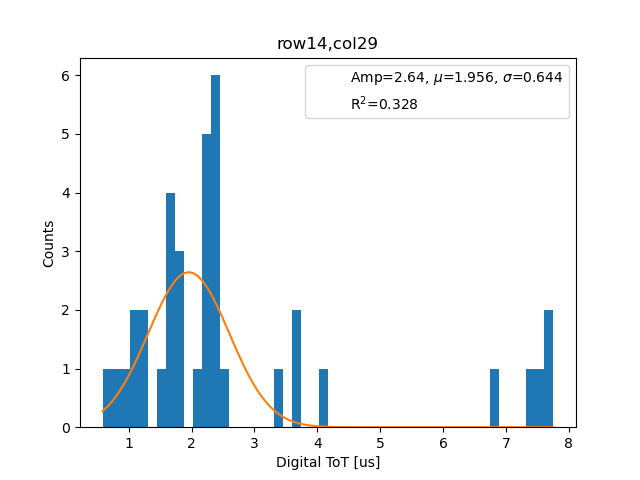 row14,col29
Amp=2.64, μ=1.956, σ=0.644
R²=0.328
6
5
4
3
2
1
0
Counts
1 2 3 4 5 6 7 8
Digital ToT [us]